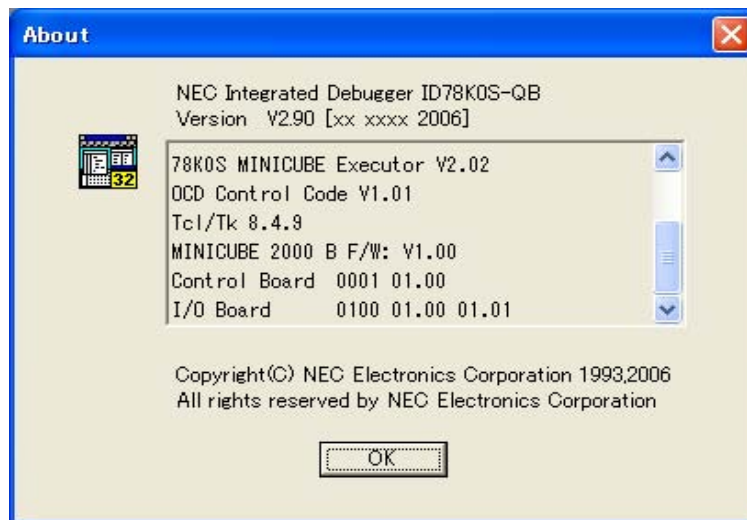 About
NEC Integrated Debugger ID78K0S-QB
Version V2.90 [xx xxxx 2006]
32
78K0S MINICUBE Executor V2.02
OCD Control Code V1.01
Tcl/Tk 8.4.9
MINICUBE 2000 B F/W: V1.00
Control Board 0001 01.00
I/O Board 0100 01.00 01.01
Copyright(C) NEC Electronics Corporation 1993,2006
All rights reserved by NEC Electronics Corporation
OK